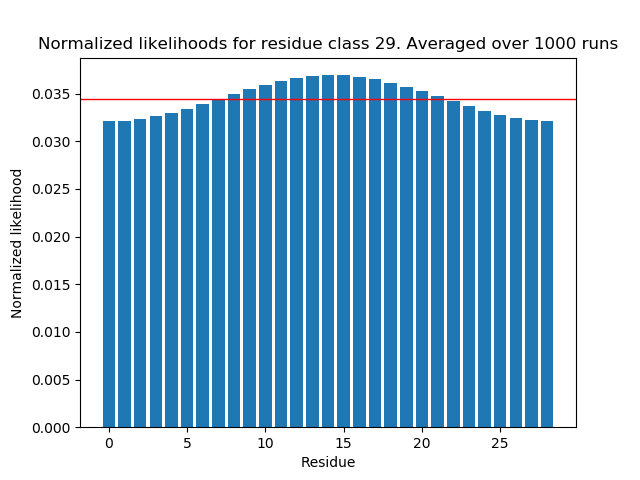 Normalized likelihoods for residue class 29. Averaged over 1000 runs
Normalized likelihood
0.035
0.030
0.025
0.020
0.015
0.010
0.005
0.000
0 5 10 15 20 25
Residue